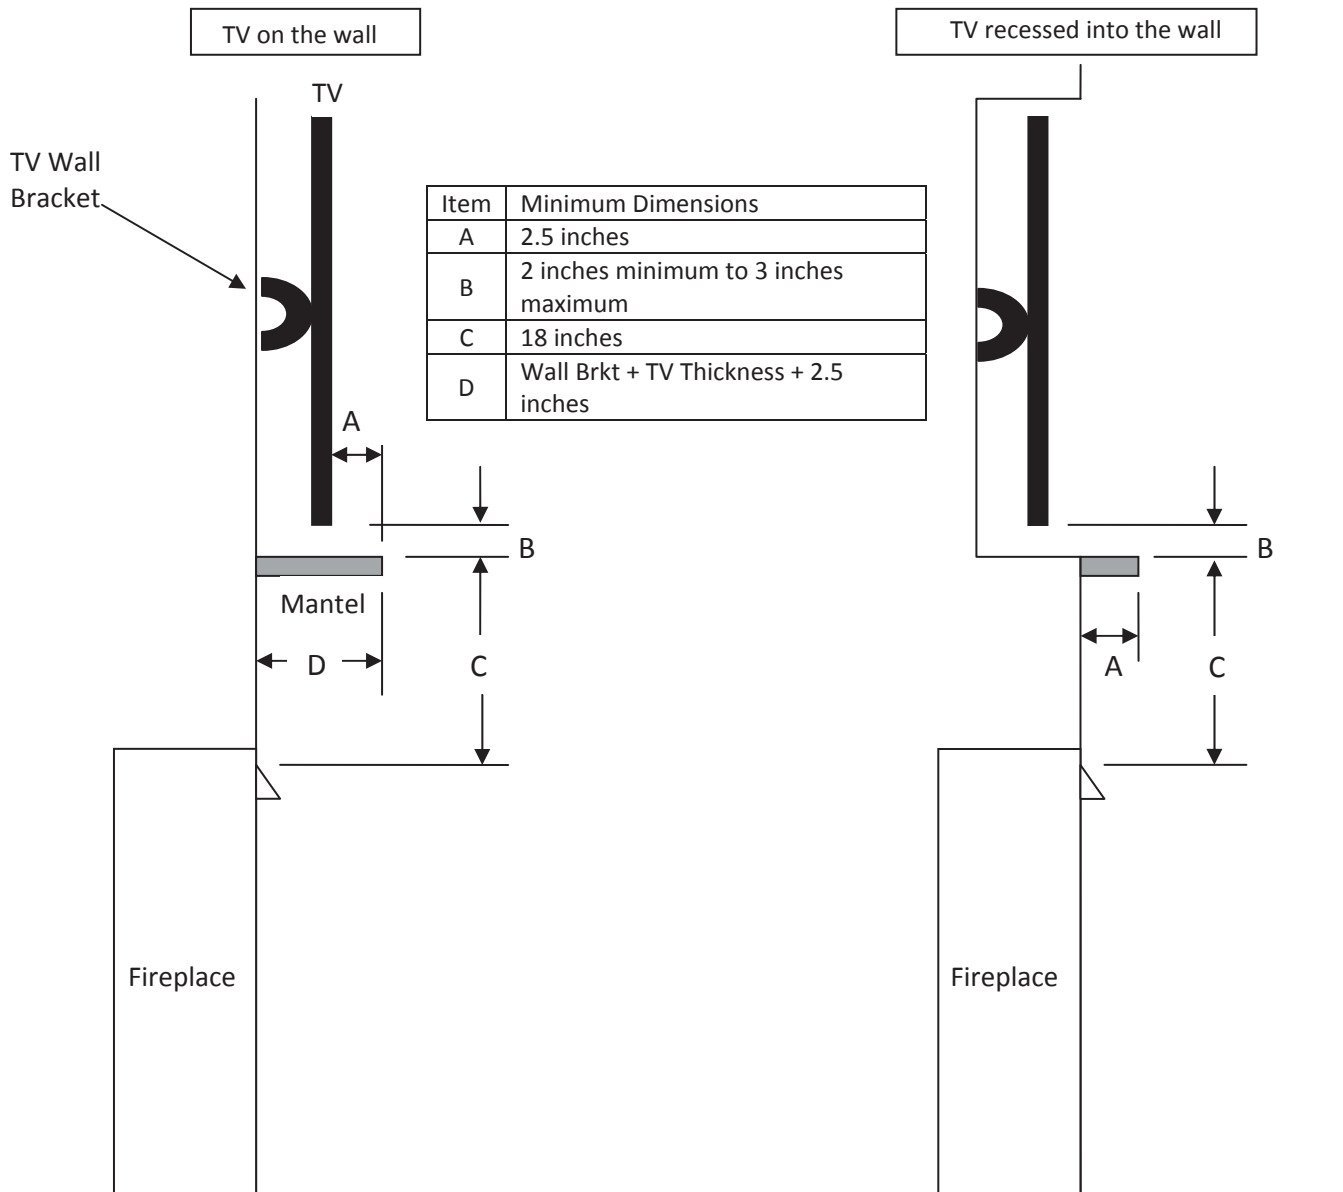 TV on the wall
TV recessed into the wall
TV
TV Wall
Bracket
Item Minimum Dimensions
A 2.5 inches
B 2 inches minimum to 3 inches
maximum
C 18 inches
D Wall Brkt + TV Thickness + 2.5
inches
A
B
Mantel
D
C
Fireplace
B
A
C
Fireplace